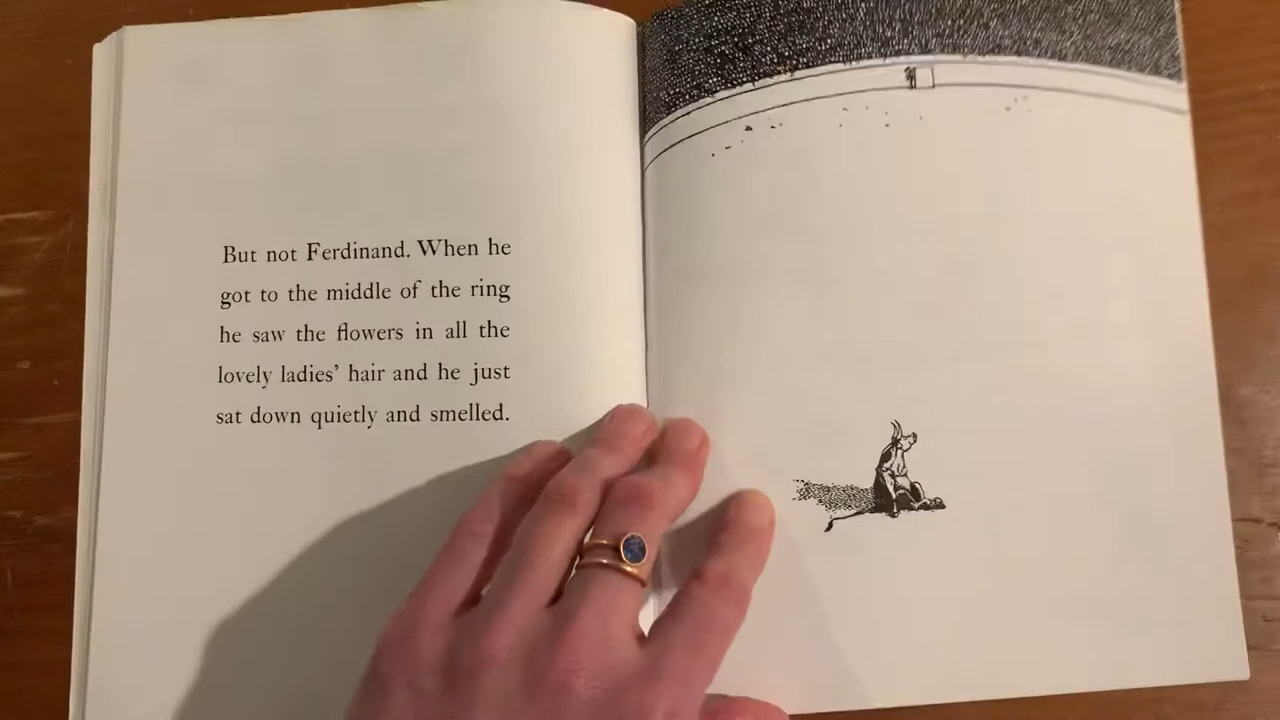 But not Ferdinand. When he
got to the middle of the ring
he saw the flowers in all the
lovely ladies’ hair and he just
sat down quietly and smelled.